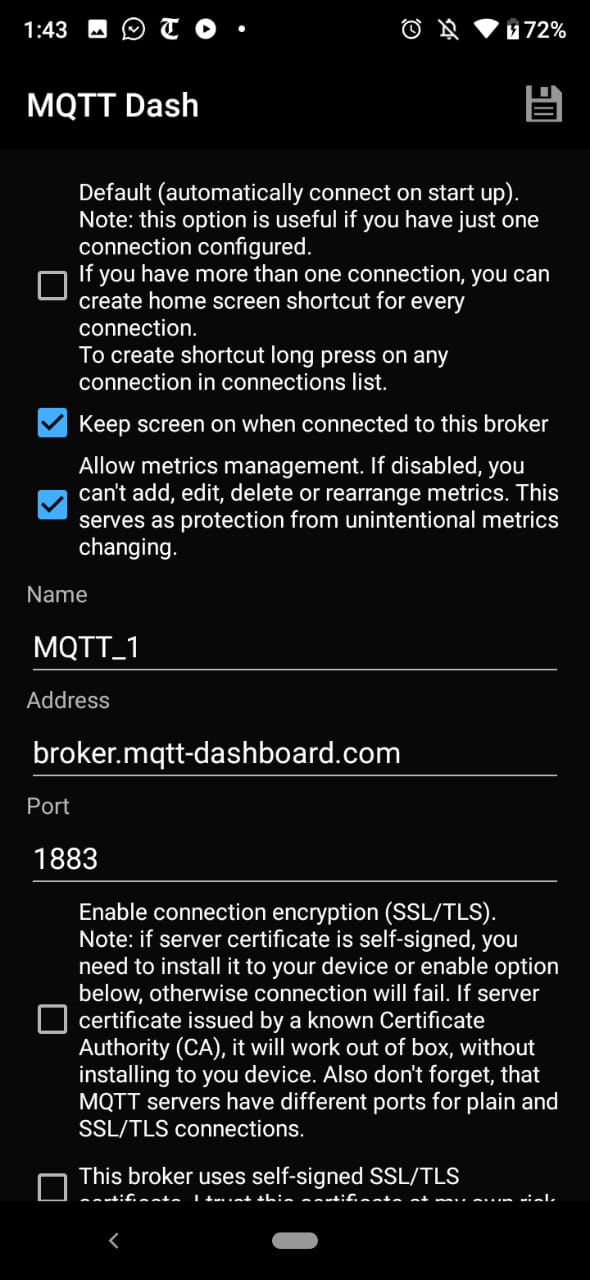 1:43
72%
MQTT Dash
Default (automatically connect on start up).
Note: this option is useful if you have just one
connection configured.
If you have more than one connection, you can
create home screen shortcut for every
connection.
To create shortcut long press on any
connection in connections list.
Keep screen on when connected to this broker
Allow metrics management. If disabled, you
can't add, edit, delete or rearrange metrics. This
serves as protection from unintentional metrics
changing.
Name
MQTT_1
Address
broker.mqtt-dashboard.com
Port
1883
Enable connection encryption (SSL/TLS).
Note: if server certificate is self-signed, you
need to install it to your device or enable option
below, otherwise connection will fail. If server
certificate issued by a known Certificate
Authority (CA), it will work out of box, without
installing to you device. Also don't forget, that
MQTT servers have different ports for plain and
SSL/TLS connections.
This broker uses self-signed SSL/TLS
certificate. I trust this certificate at my own risk